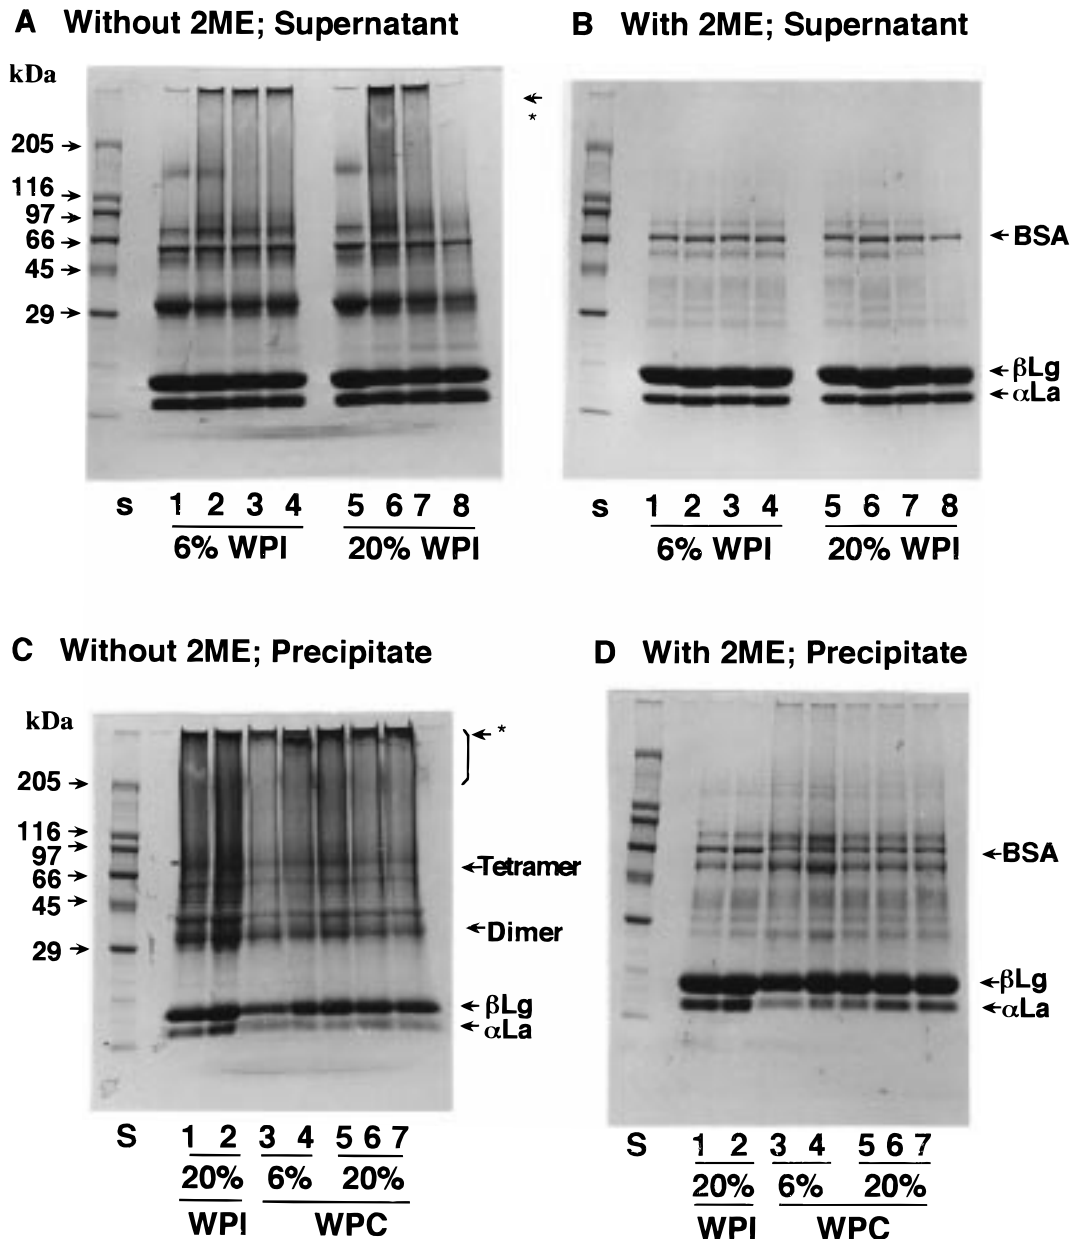 A Without 2ME; Supernatant
kDa
205
116
97
66
45
29
*
s 1 2 3 4 5 6 7 8
6% WPI 20% WPI
B With 2ME; Supernatant
BSA
βLg
αLa
s 1 2 3 4 5 6 7 8
6% WPI 20% WPI
C Without 2ME; Precipitate
kDa
205
116
97
66
45
29
*
Tetramer
Dimer
βLg
αLa
S 1 2 3 4 5 6 7
20% 6% 20%
WPI WPC
D With 2ME; Precipitate
BSA
βLg
αLa
S 1 2 3 4 5 6 7
20% 6% 20%
WPI WPC